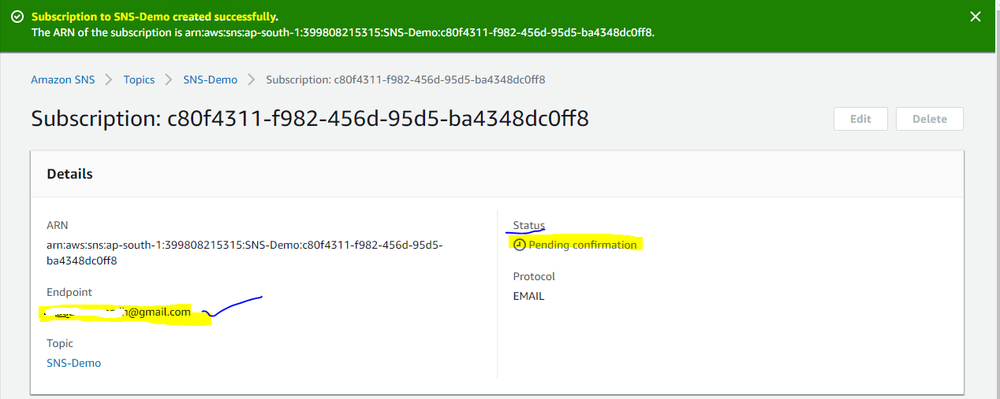 Subscription to SNS-Demo created successfully.
The ARN of the subscription is arn:aws:sns:ap-south-1:399808215315:SNS-Demo:c80f4311-f982-456d-95d5-ba4348dc0ff8.
Amazon SNS > Topics > SNS-Demo > Subscription: c80f4311-f982-456d-95d5-ba4348dc0ff8
Subscription: c80f4311-f982-456d-95d5-ba4348dc0ff8
Edit
Delete
Details
ARN
arn:aws:sns:ap-south-1:399808215315:SNS-Demo:c80f4311-f982-456d-95d5-
ba4348dc0ff8
Endpoint
@gmail.com
Topic
SNS-Demo
Status
Pending confirmation
Protocol
EMAIL